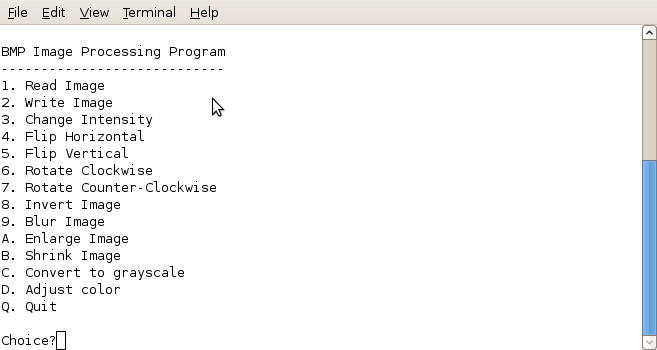 File Edit View Terminal Help
BMP Image Processing Program
----------------------------
1. Read Image
2. Write Image
3. Change Intensity
4. Flip Horizontal
5. Flip Vertical
6. Rotate Clockwise
7. Rotate Counter-Clockwise
8. Invert Image
9. Blur Image
A. Enlarge Image
B. Shrink Image
C. Convert to grayscale
D. Adjust color
Q. Quit
Choice?